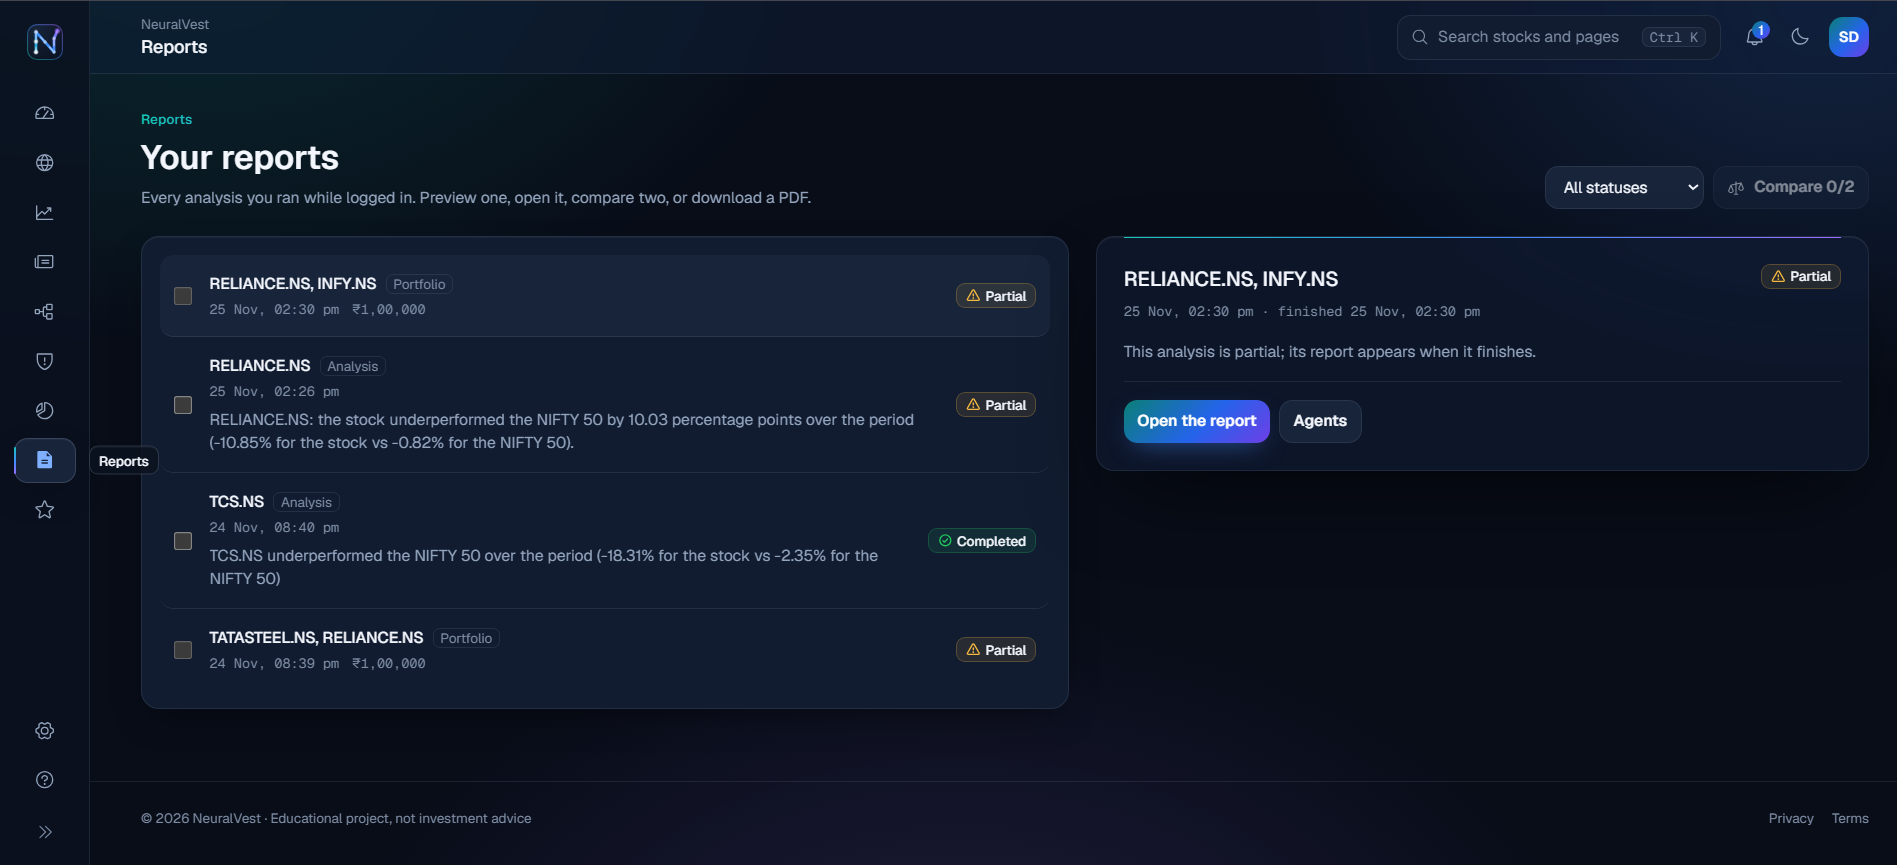 NeuralVest
Reports
Search stocks and pages
Ctrl K
1
SD
Reports
Your reports
Every analysis you ran while logged in. Preview one, open it, compare two, or download a PDF.
All statuses
Compare 0/2
RELIANCE.NS, INFY.NS Portfolio
25 Nov, 02:30 pm ₹1,00,000
Partial
RELIANCE.NS Analysis
25 Nov, 02:26 pm
RELIANCE.NS: the stock underperformed the NIFTY 50 by 10.03 percentage points over the period
(-10.85% for the stock vs -0.82% for the NIFTY 50).
Partial
Reports
TCS.NS Analysis
24 Nov, 08:40 pm
TCS.NS underperformed the NIFTY 50 over the period (-18.31% for the stock vs -2.35% for the
NIFTY 50)
Completed
TATASTEEL.NS, RELIANCE.NS Portfolio
24 Nov, 08:39 pm ₹1,00,000
Partial
RELIANCE.NS, INFY.NS
Partial
25 Nov, 02:30 pm · finished 25 Nov, 02:30 pm
This analysis is partial; its report appears when it finishes.
Open the report
Agents
© 2026 NeuralVest · Educational project, not investment advice
Privacy
Terms